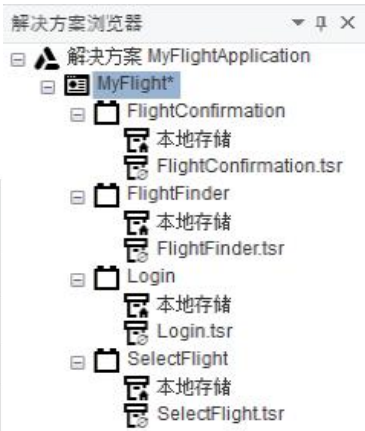 解决方案浏览器
解决方案 MyFlightApplication
MyFlight*
FlightConfirmation
本地存储
FlightConfirmation.tsr
FlightFinder
本地存储
FlightFinder.tsr
Login
本地存储
Login.tsr
SelectFlight
本地存储
SelectFlight.tsr